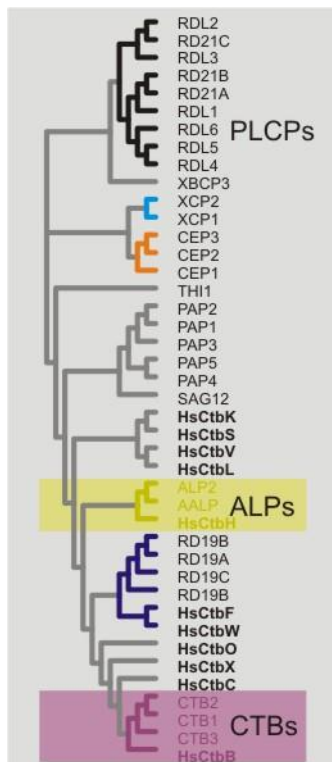 RDL2
RD21C
RDL3
RD21B
RD21A
RDL1
RDL6
RDL5
RDL4
PLCPs
XBCP3
XCP2
XCP1
CEP3
CEP2
CEP1
THI1
PAP2
PAP1
PAP3
PAP5
PAP4
SAG12
HsCtbK
HsCtbS
HsCtbV
HsCtbL
ALP2
AALP
HsCtbH
ALPs
RD19B
RD19A
RD19C
RD19B
HsCtbF
HsCtbW
HsCtbO
HsCtbX
HsCtbC
CTB2
CTB1
CTB3
HsCtbB
CTBs